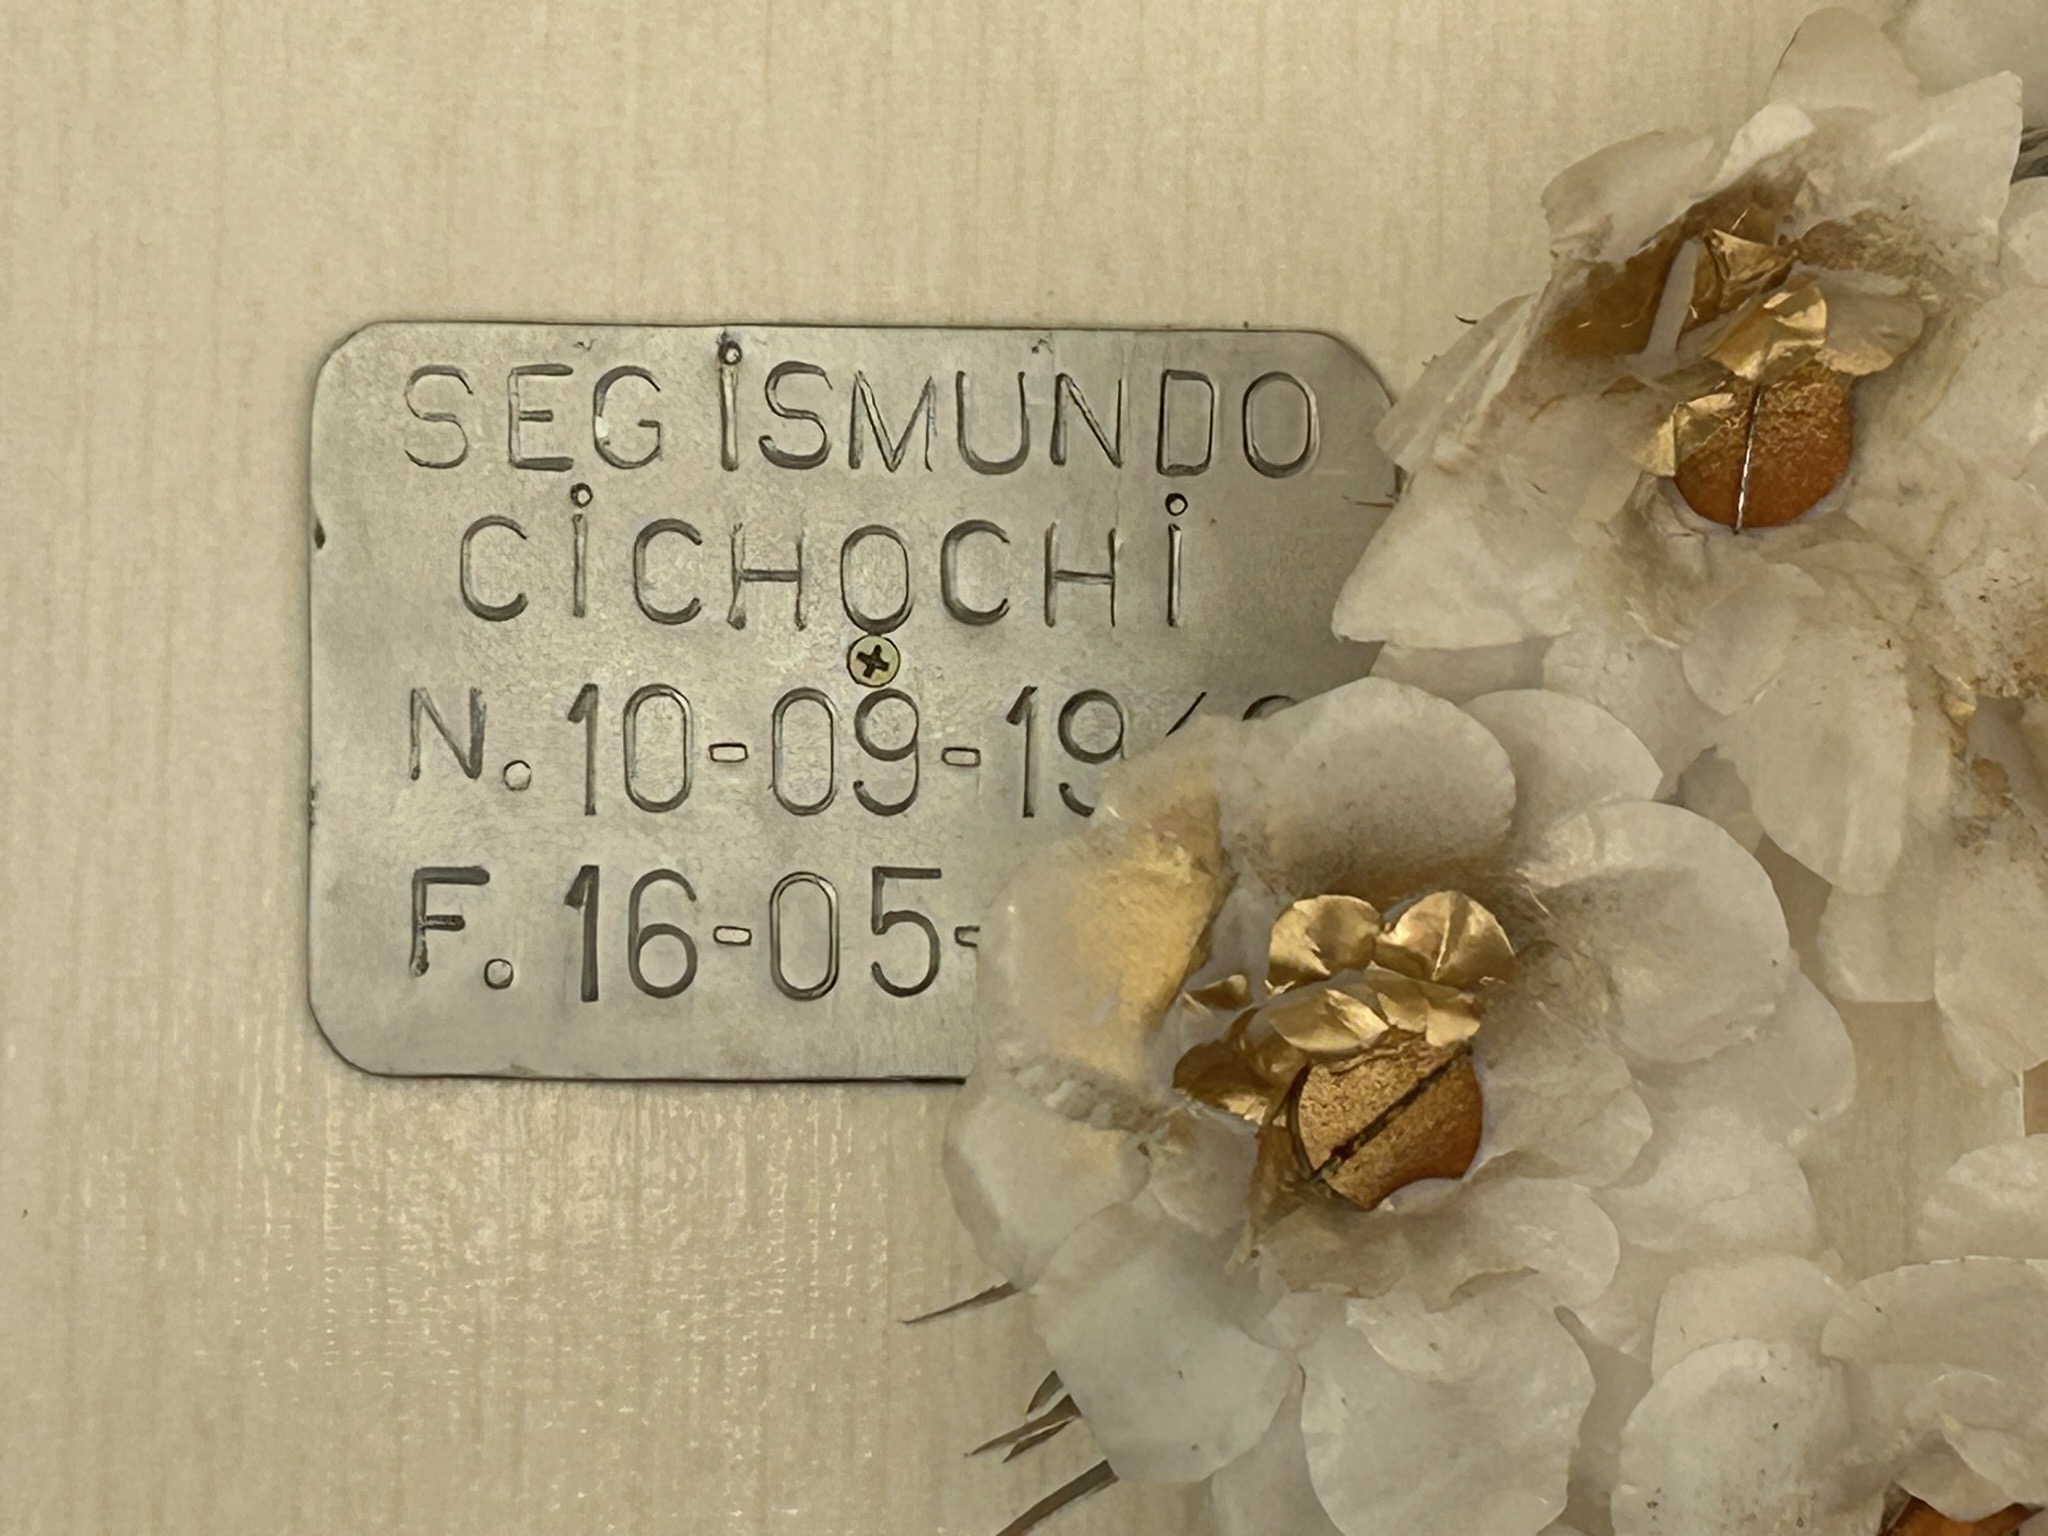 SEGİSMUNDO
CİCHOCHİ
N. 10-09-19
F. 16-05-